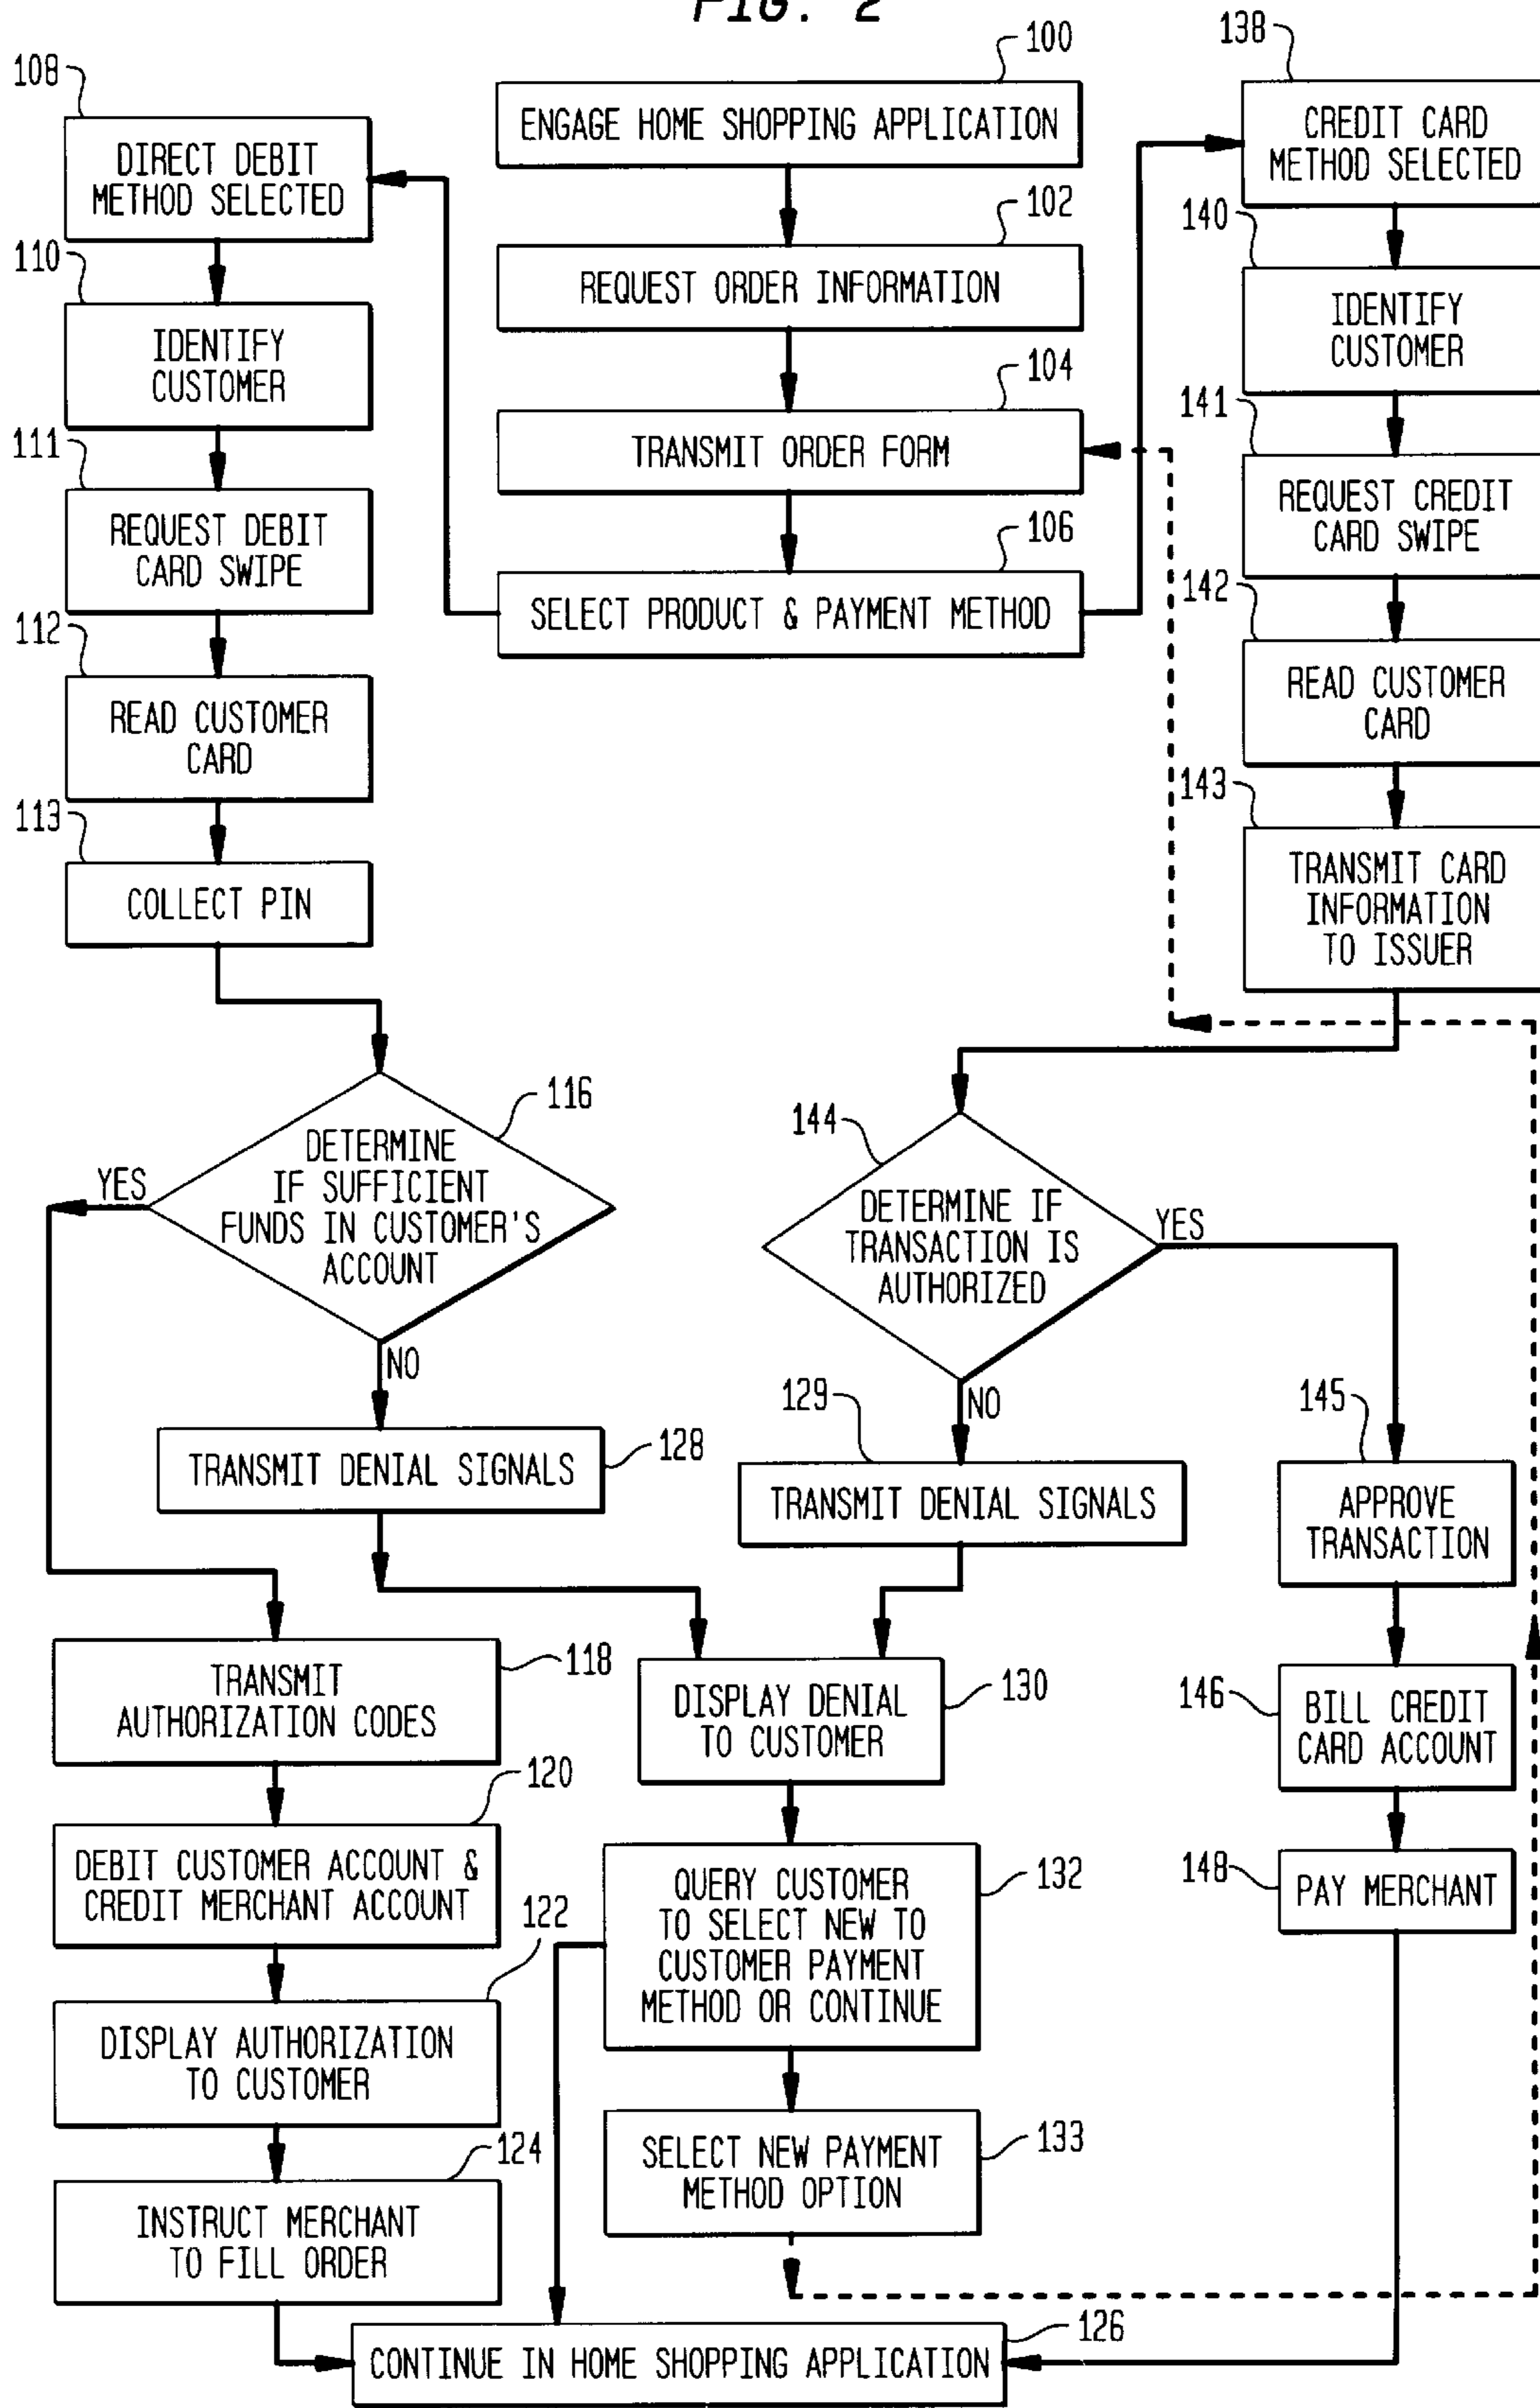 FIG. 2
100
ENGAGE HOME SHOPPING APPLICATION
102
REQUEST ORDER INFORMATION
104
TRANSMIT ORDER FORM
106
SELECT PRODUCT & PAYMENT METHOD
108
DIRECT DEBIT
METHOD SELECTED
110
IDENTIFY
CUSTOMER
111
REQUEST DEBIT
CARD SWIPE
112
READ CUSTOMER
CARD
113
COLLECT PIN
116
DETERMINE
IF SUFFICIENT
FUNDS IN CUSTOMER'S
ACCOUNT
YES
NO
128
TRANSMIT DENIAL SIGNALS
118
TRANSMIT
AUTHORIZATION CODES
120
DEBIT CUSTOMER ACCOUNT &
CREDIT MERCHANT ACCOUNT
122
DISPLAY AUTHORIZATION
TO CUSTOMER
124
INSTRUCT MERCHANT
TO FILL ORDER
138
CREDIT CARD
METHOD SELECTED
140
IDENTIFY
CUSTOMER
141
REQUEST CREDIT
CARD SWIPE
142
READ CUSTOMER
CARD
143
TRANSMIT CARD
INFORMATION
TO ISSUER
144
DETERMINE IF
TRANSACTION IS
AUTHORIZED
YES
NO
129
TRANSMIT DENIAL SIGNALS
130
DISPLAY DENIAL
TO CUSTOMER
132
QUERY CUSTOMER
TO SELECT NEW TO
CUSTOMER PAYMENT
METHOD OR CONTINUE
133
SELECT NEW PAYMENT
METHOD OPTION
145
APPROVE
TRANSACTION
146
BILL CREDIT
CARD ACCOUNT
148
PAY MERCHANT
126
CONTINUE IN HOME SHOPPING APPLICATION